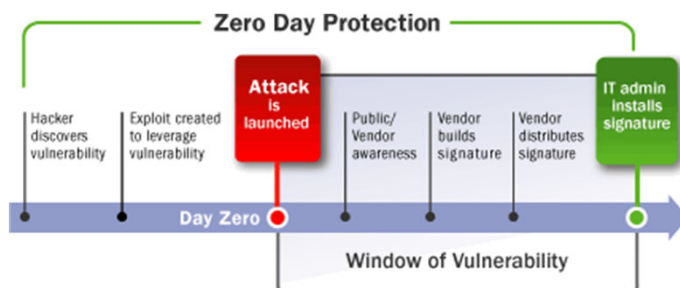 Zero Day Protection
Hacker
discovers
vulnerability
Exploit created
to leverage
vulnerability
Attack
is
launched
Public/
Vendor
awareness
Vendor
builds
signature
Vendor
distributes
signature
IT admin
installs
signature
Day Zero
Window of Vulnerability